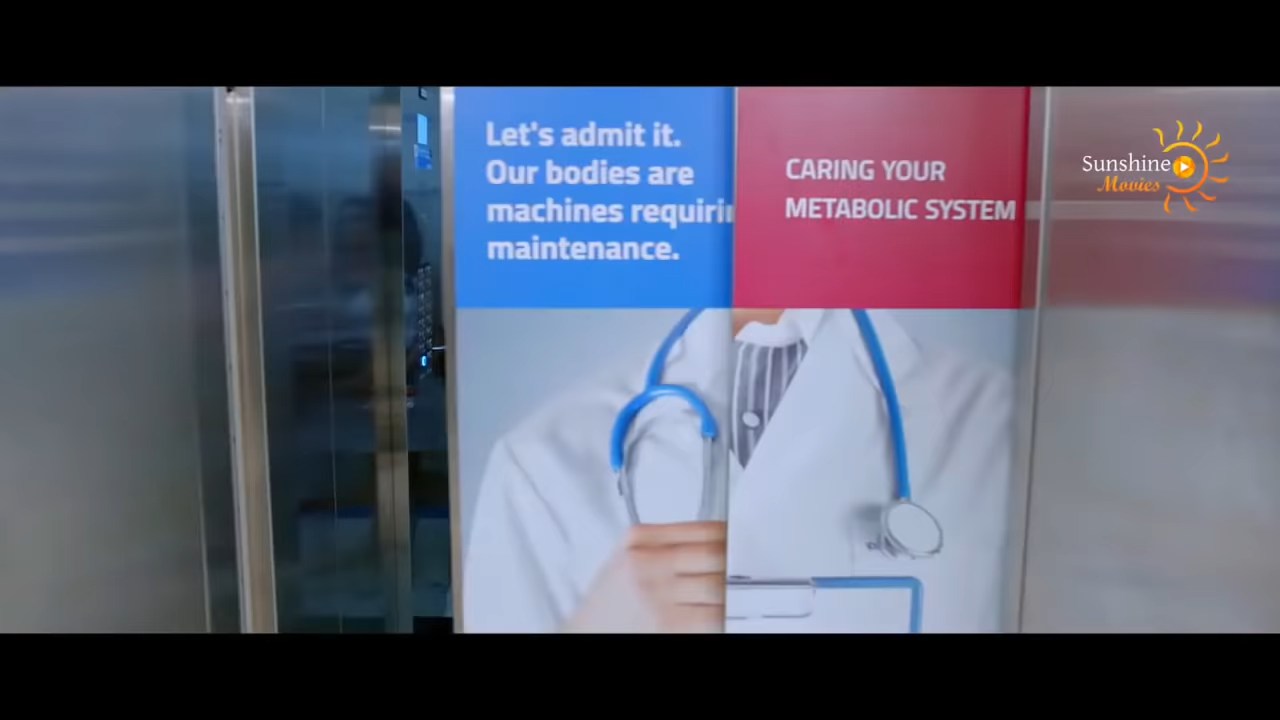 Let's admit it.
Our bodies are
machines requiri
maintenance.
CARING YOUR
METABOLIC SYSTEM
Sunshine
Movies